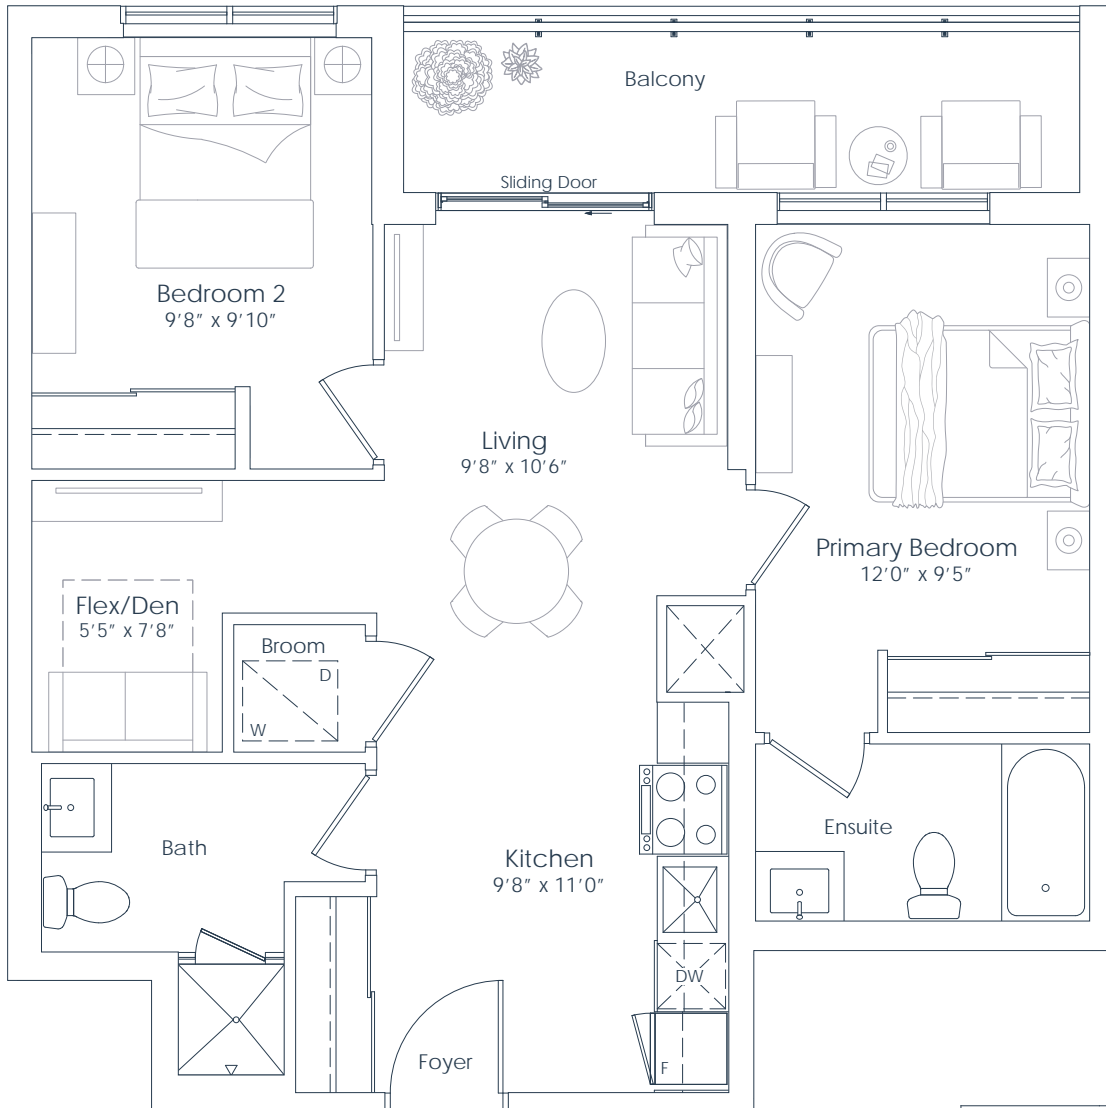 Balcony
Sliding Door
Bedroom 2
9'8" x 9'10"
Living
9'8" x 10'6"
Primary Bedroom
12'0" x 9'5"
Flex/Den
5'5" x 7'8"
Broom
D
W
Ensuite
Bath
Kitchen
9'8" x 11'0"
DW
Foyer
F